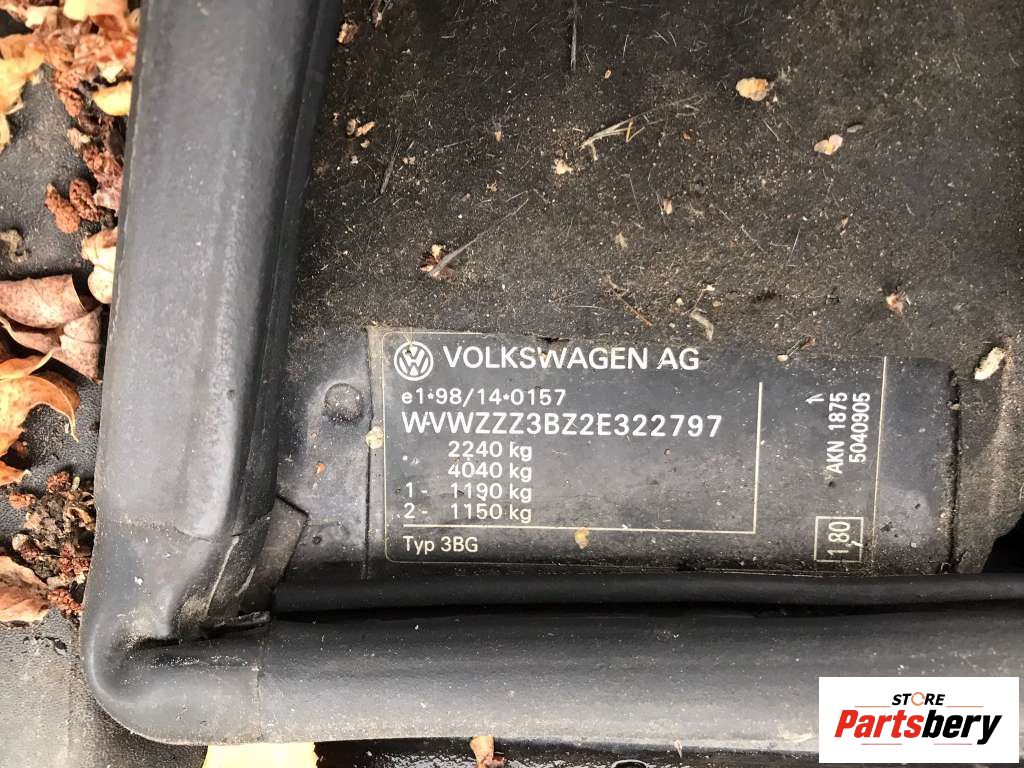 VOLKSWAGEN AG
e1*98/14*0157
WVWZZZ3BZ2E322797
2240 kg
4040 kg
1 - 1190 kg
2 - 1150 kg
Typ 3BG
AKN 1875
5040905
1,80
STORE
Partsbery